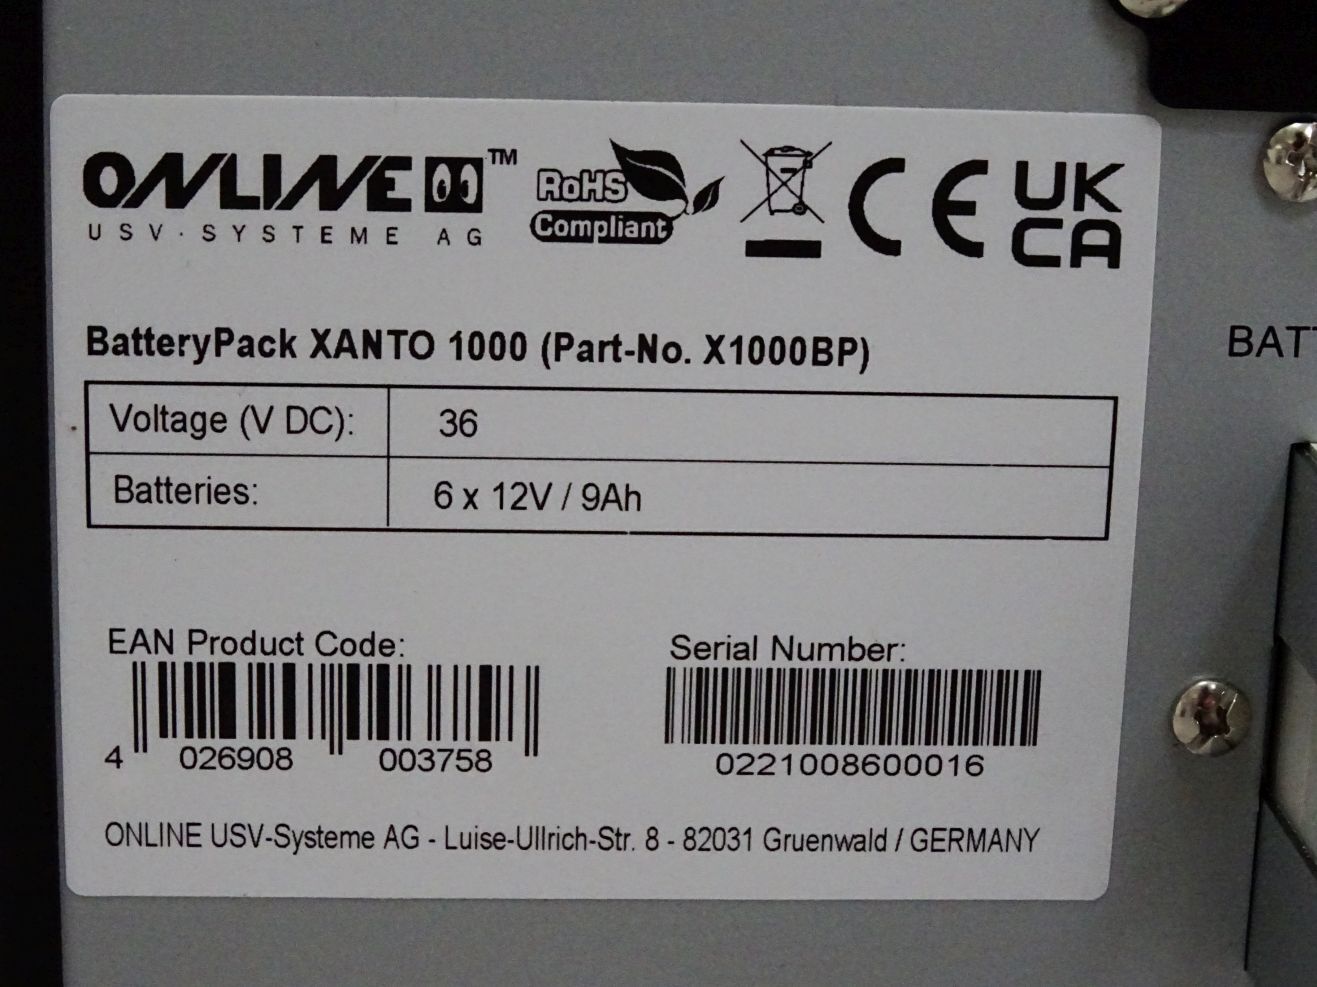 ONLINE ™
USV·SYSTEME AG
RoHS
Compliant
CE
UK
CA
BatteryPack XANTO 1000 (Part-No. X1000BP)
Voltage (V DC): 36
Batteries: 6 x 12V / 9Ah
EAN Product Code:
4 026908 003758
Serial Number:
0221008600016
ONLINE USV-Systeme AG - Luise-Ullrich-Str. 8 - 82031 Gruenwald / GERMANY
BATT